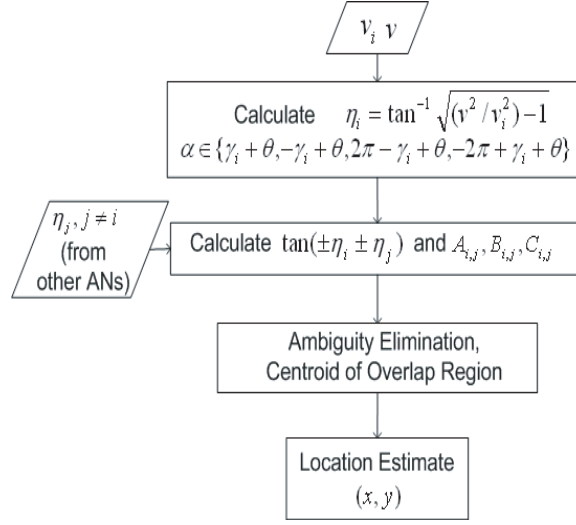 v_i v
Calculate η_i = tan^{-1} √((v^2 / v_i^2) − 1)
α ∈ {γ_i + θ, −γ_i + θ, 2π − γ_i + θ, −2π + γ_i + θ}
η_j, j ≠ i
(from
other ANs)
Calculate tan(±η_i ± η_j) and A_{i,j}, B_{i,j}, C_{i,j}
Ambiguity Elimination,
Centroid of Overlap Region
Location Estimate
(x, y)